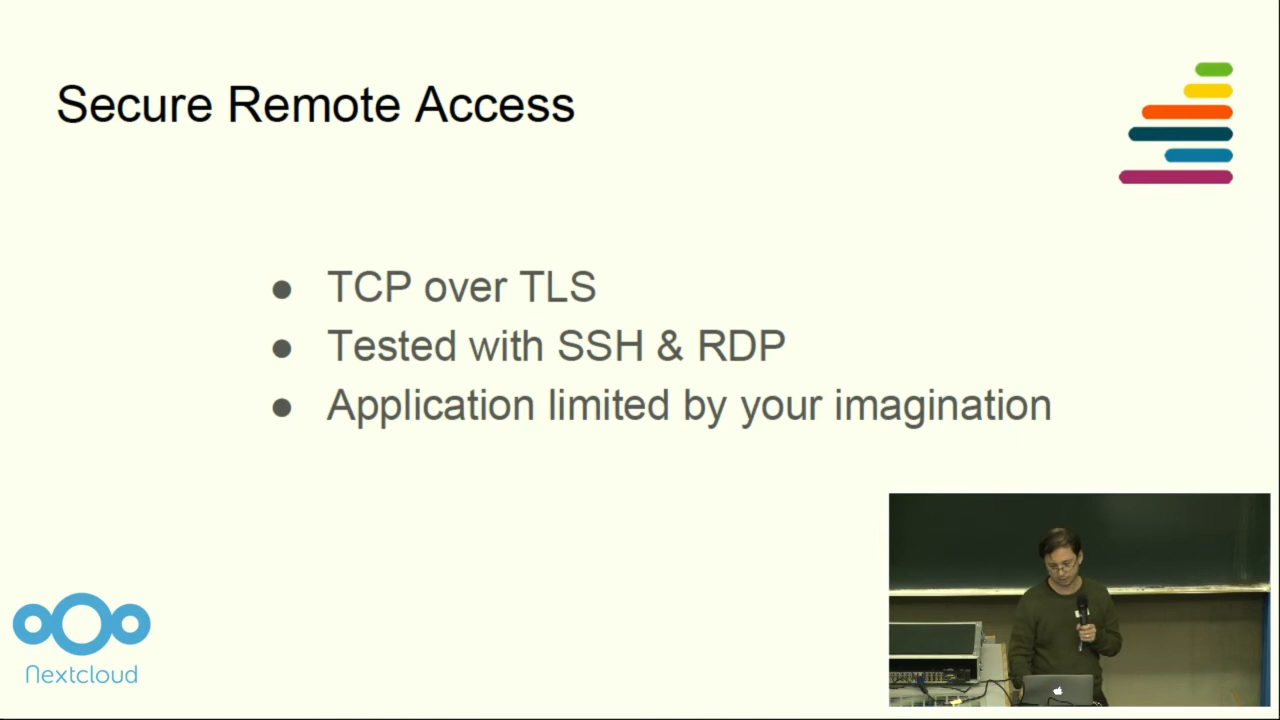 Secure Remote Access
● TCP over TLS
● Tested with SSH & RDP
● Application limited by your imagination
Nextcloud